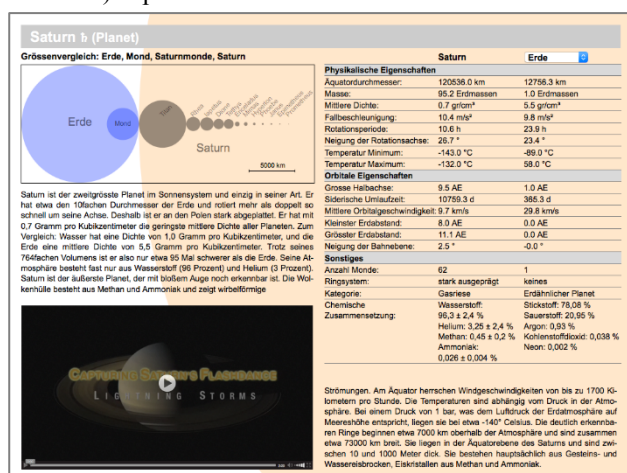 Saturn ♄ (Planet)
Grössenvergleich: Erde, Mond, Saturnmonde, Saturn
Erde
Mond
Titan
Rhea
Iapetus
Dione
Tethys
Enceladus
Mimas
Hyperion
Phoebe
Janus
Epimetheus
Prometheus
Saturn
5000 km
Saturn ist der zweitgrösste Planet im Sonnensystem und einzig in seiner Art. Er
hat etwa den 10fachen Durchmesser der Erde und rotiert mehr als doppelt so
schnell um seine Achse. Deshalb ist er an den Polen stark abgeplattet. Er hat mit
0,7 Gramm pro Kubikzentimeter die geringste mittlere Dichte aller Planeten. Zum
Vergleich: Wasser hat eine Dichte von 1,0 Gramm pro Kubikzentimeter, und die
Erde eine mittlere Dichte von 5,5 Gramm pro Kubikzentimeter. Trotz seines
764fachen Volumens ist er also nur etwa 95 Mal schwerer als die Erde. Seine At-
mosphäre besteht fast nur aus Wasserstoff (96 Prozent) und Helium (3 Prozent).
Saturn ist der äußerste Planet, der mit bloßem Auge noch erkennbar ist. Die Wol-
kenhülle besteht aus Methan und Ammoniak und zeigt wirbelförmige
CAPTURING SATURN'S FLASHDANCE
LIGHTNING STORMS
Saturn Erde
Physikalische Eigenschaften
Äquatordurchmesser: 120536.0 km 12756.3 km
Masse: 95.2 Erdmassen 1.0 Erdmassen
Mittlere Dichte: 0.7 gr/cm³ 5.5 gr/cm³
Fallbescheunigung: 10.4 m/s² 9.8 m/s²
Rotationsperiode: 10.6 h 23.9 h
Neigung der Rotationsachse: 26.7 ° 23.4 °
Temperatur Minimum: -143.0 °C -89.0 °C
Temperatur Maximum: -132.0 °C 58.0 °C
Orbitale Eigenschaften
Grosse Halbachse: 9.5 AE 1.0 AE
Siderische Umlaufzeit: 10759.3 d 365.3 d
Mittlere Orbitalgeschwindigkeit: 9.7 km/s 29.8 km/s
Kleinster Erdabstand: 8.0 AE 0.0 AE
Grösster Erdabstand: 11.1 AE 0.0 AE
Neigung der Bahnebene: 2.5 ° -0.0 °
Sonstiges
Anzahl Monde: 62 1
Ringsystem: stark ausgeprägt keines
Kategorie: Gasriese Erdähnlicher Planet
Chemische Wasserstoff: Stickstoff: 78,08 %
Zusammensetzung: 96,3 ± 2,4 % Sauerstoff: 20,95 %
Helium: 3,25 ± 2,4 % Argon: 0,93 %
Methan: 0,45 ± 0,2 % Kohlenstoffdioxid: 0,038 %
Ammoniak: Neon: 0,002 %
0,026 ± 0,004 %
Strömungen. Am Äquator herrschen Windgeschwindigkeiten von bis zu 1700 Ki-
lometern pro Stunde. Die Temperaturen sind abhängig vom Druck in der Atmo-
sphäre. Bei einem Druck von 1 bar, was dem Luftdruck der Erdatmosphäre auf
Meereshöhe entspricht, liegen sie bei etwa -140° Celsius. Die deutlich erkennba-
ren Ringe beginnen etwa 7000 km oberhalb der Atmosphäre und sind zusammen
etwa 73000 km breit. Sie liegen in der Äquatorebene des Saturns und sind zwi-
schen 10 und 1000 Meter dick. Sie bestehen hauptsächlich aus Gesteins- und
Wassereisbrocken, Eiskristallen aus Methan und Ammoniak.